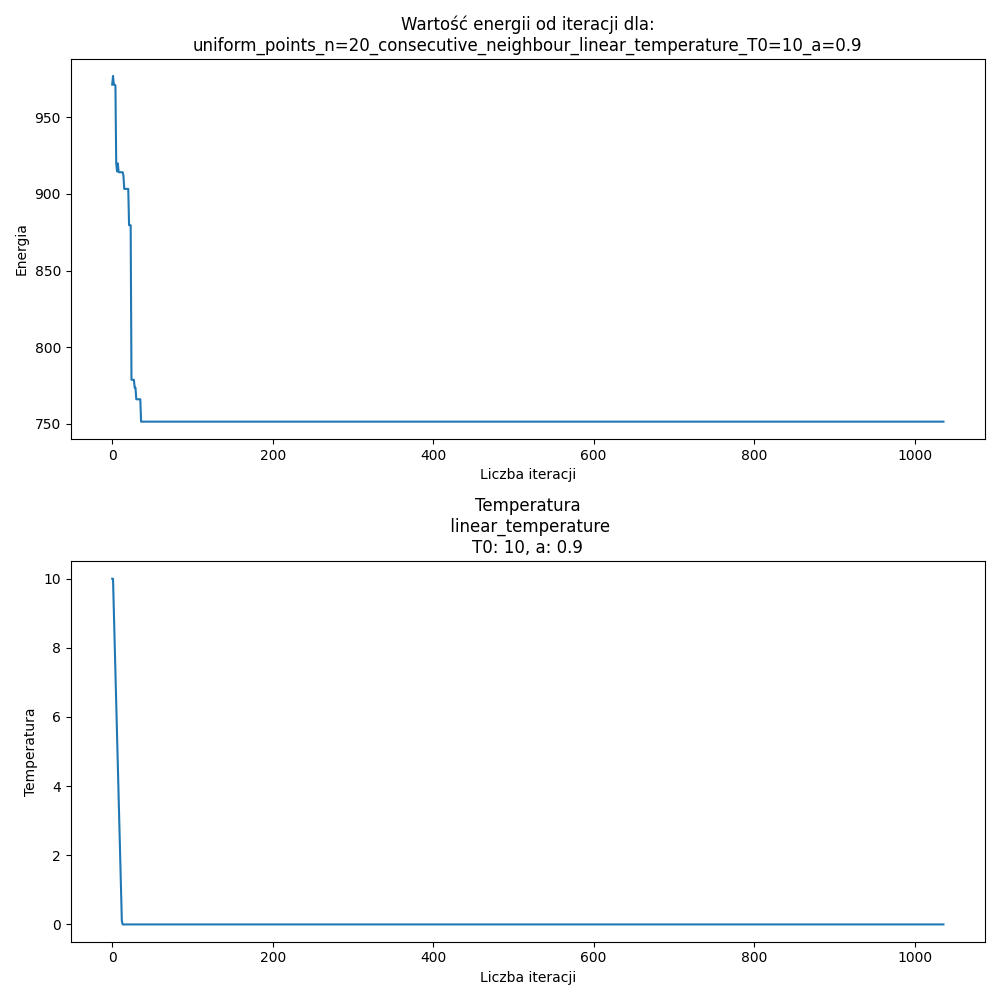 Wartość energii od iteracji dla:
uniform_points_n=20_consecutive_neighbour_linear_temperature_T0=10_a=0.9
950
900
850
800
750
Energia
0 200 400 600 800 1000
Liczba iteracji
Temperatura
linear_temperature
T0: 10, a: 0.9
10
8
6
4
2
0
Temperatura
0 200 400 600 800 1000
Liczba iteracji